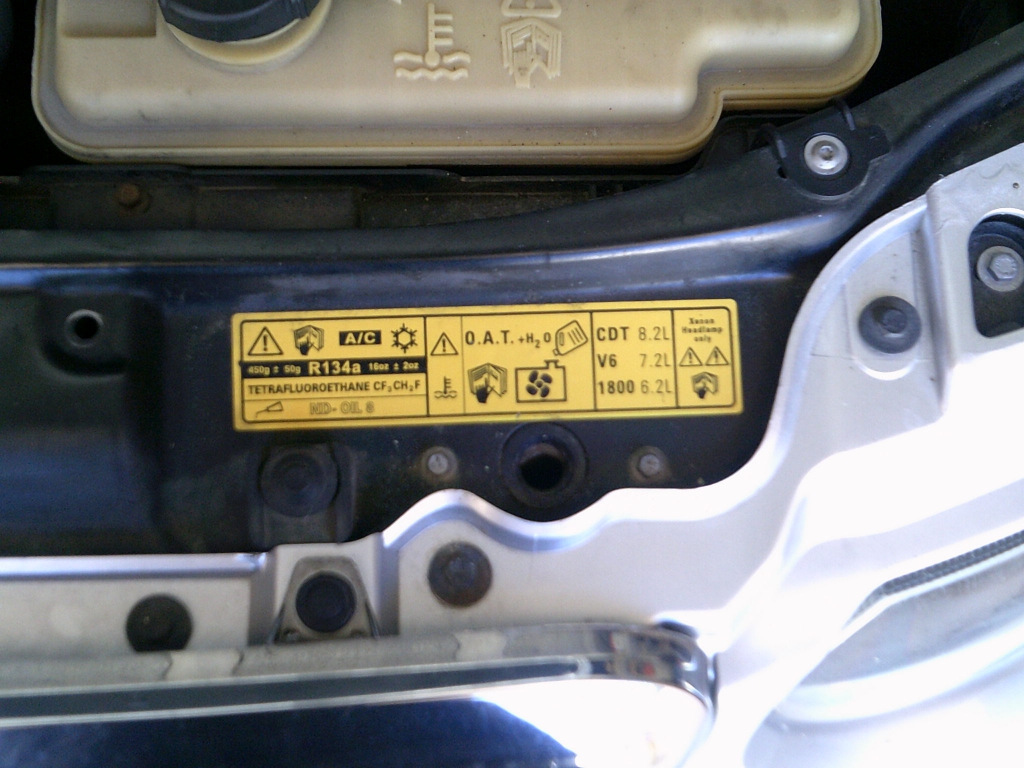 A/C
450g ± 50g R134a 16oz ± 2oz
TETRAFLUOROETHANE CF₃CH₂F
ND-OIL 8
O.A.T. +H₂O
CDT 8.2L
V6 7.2L
1800 6.2L
Xenon
Headlamp
only